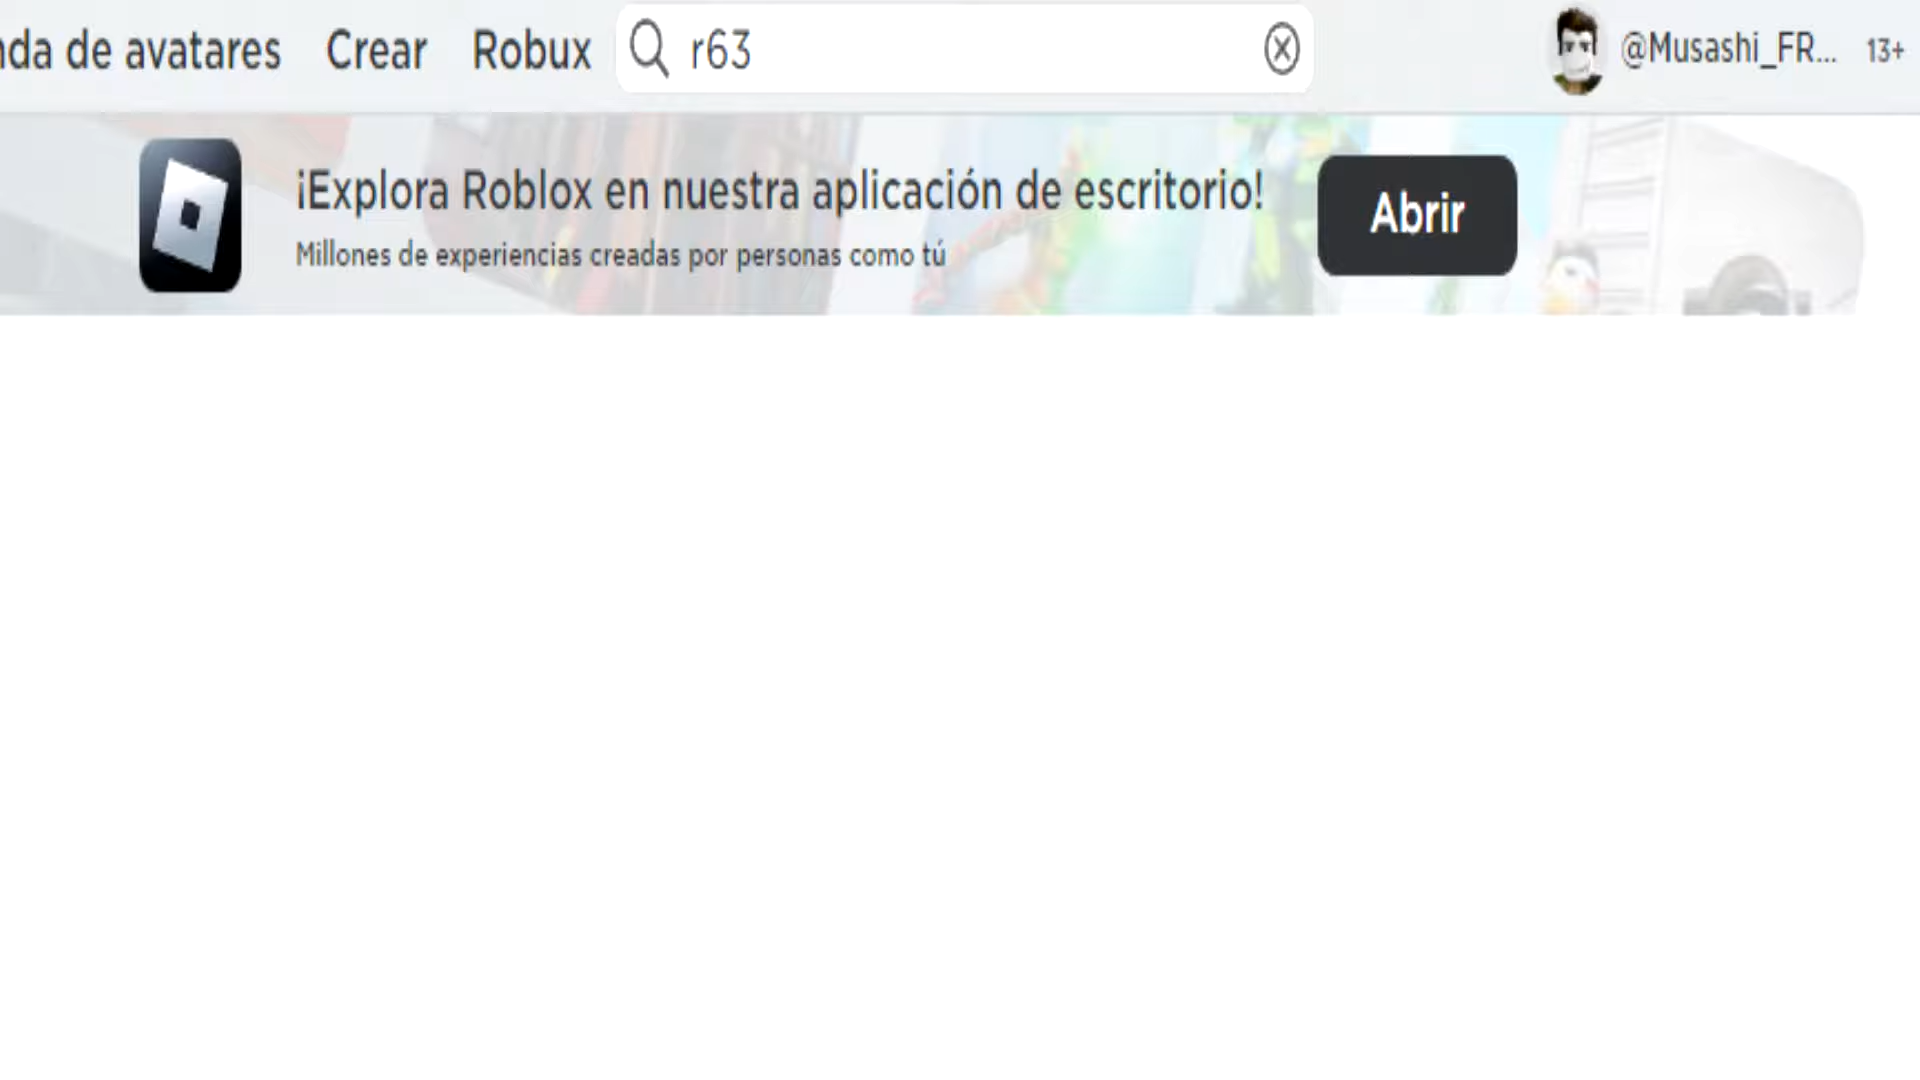 nda de avatares Crear Robux r63 @Musashi_FR... 13+
¡Explora Roblox en nuestra aplicación de escritorio!
Millones de experiencias creadas por personas como tú
Abrir